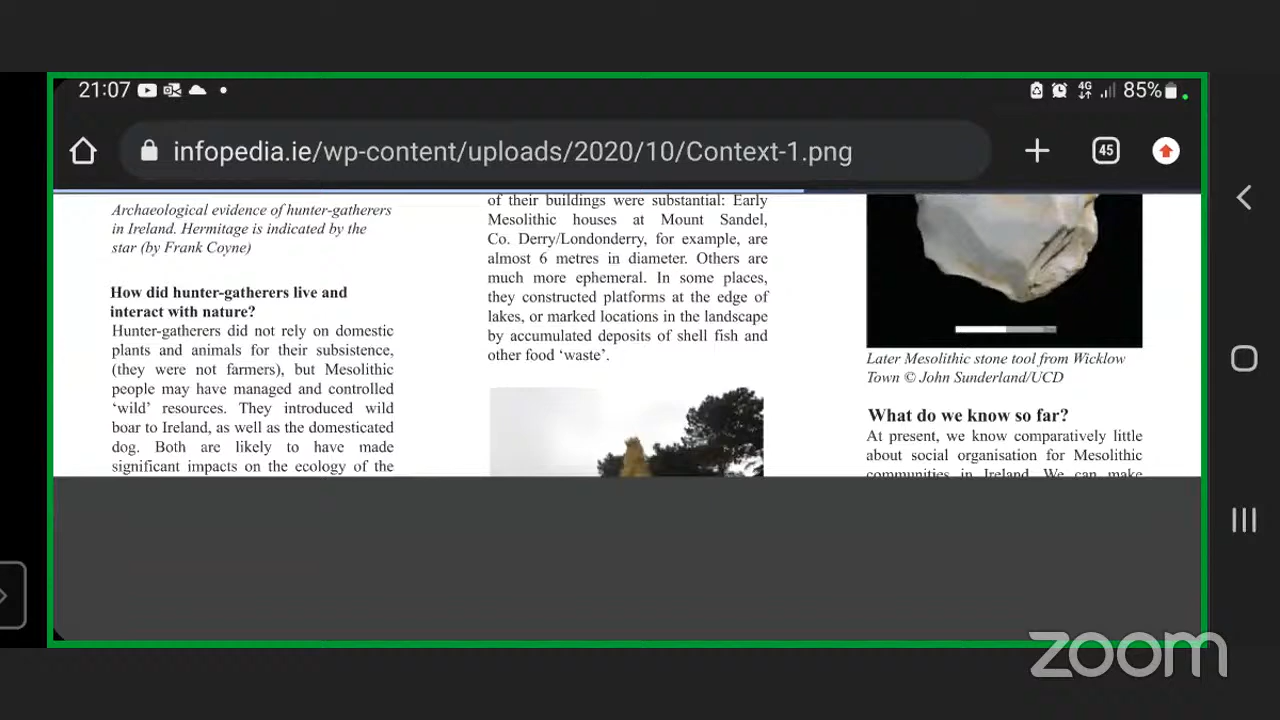 21:07
4G
85%
infopedia.ie/wp-content/uploads/2020/10/Context-1.png
45
Archaeological evidence of hunter-gatherers
in Ireland. Hermitage is indicated by the
star (by Frank Coyne)
How did hunter-gatherers live and
interact with nature?
Hunter-gatherers did not rely on domestic
plants and animals for their subsistence,
(they were not farmers), but Mesolithic
people may have managed and controlled
‘wild’ resources. They introduced wild
boar to Ireland, as well as the domesticated
dog. Both are likely to have made
significant impacts on the ecology of the
of their buildings were substantial: Early
Mesolithic houses at Mount Sandel,
Co. Derry/Londonderry, for example, are
almost 6 metres in diameter. Others are
much more ephemeral. In some places,
they constructed platforms at the edge of
lakes, or marked locations in the landscape
by accumulated deposits of shell fish and
other food ‘waste’.
Later Mesolithic stone tool from Wicklow
Town © John Sunderland/UCD
What do we know so far?
At present, we know comparatively little
about social organisation for Mesolithic
communities in Ireland. We can make
zoom